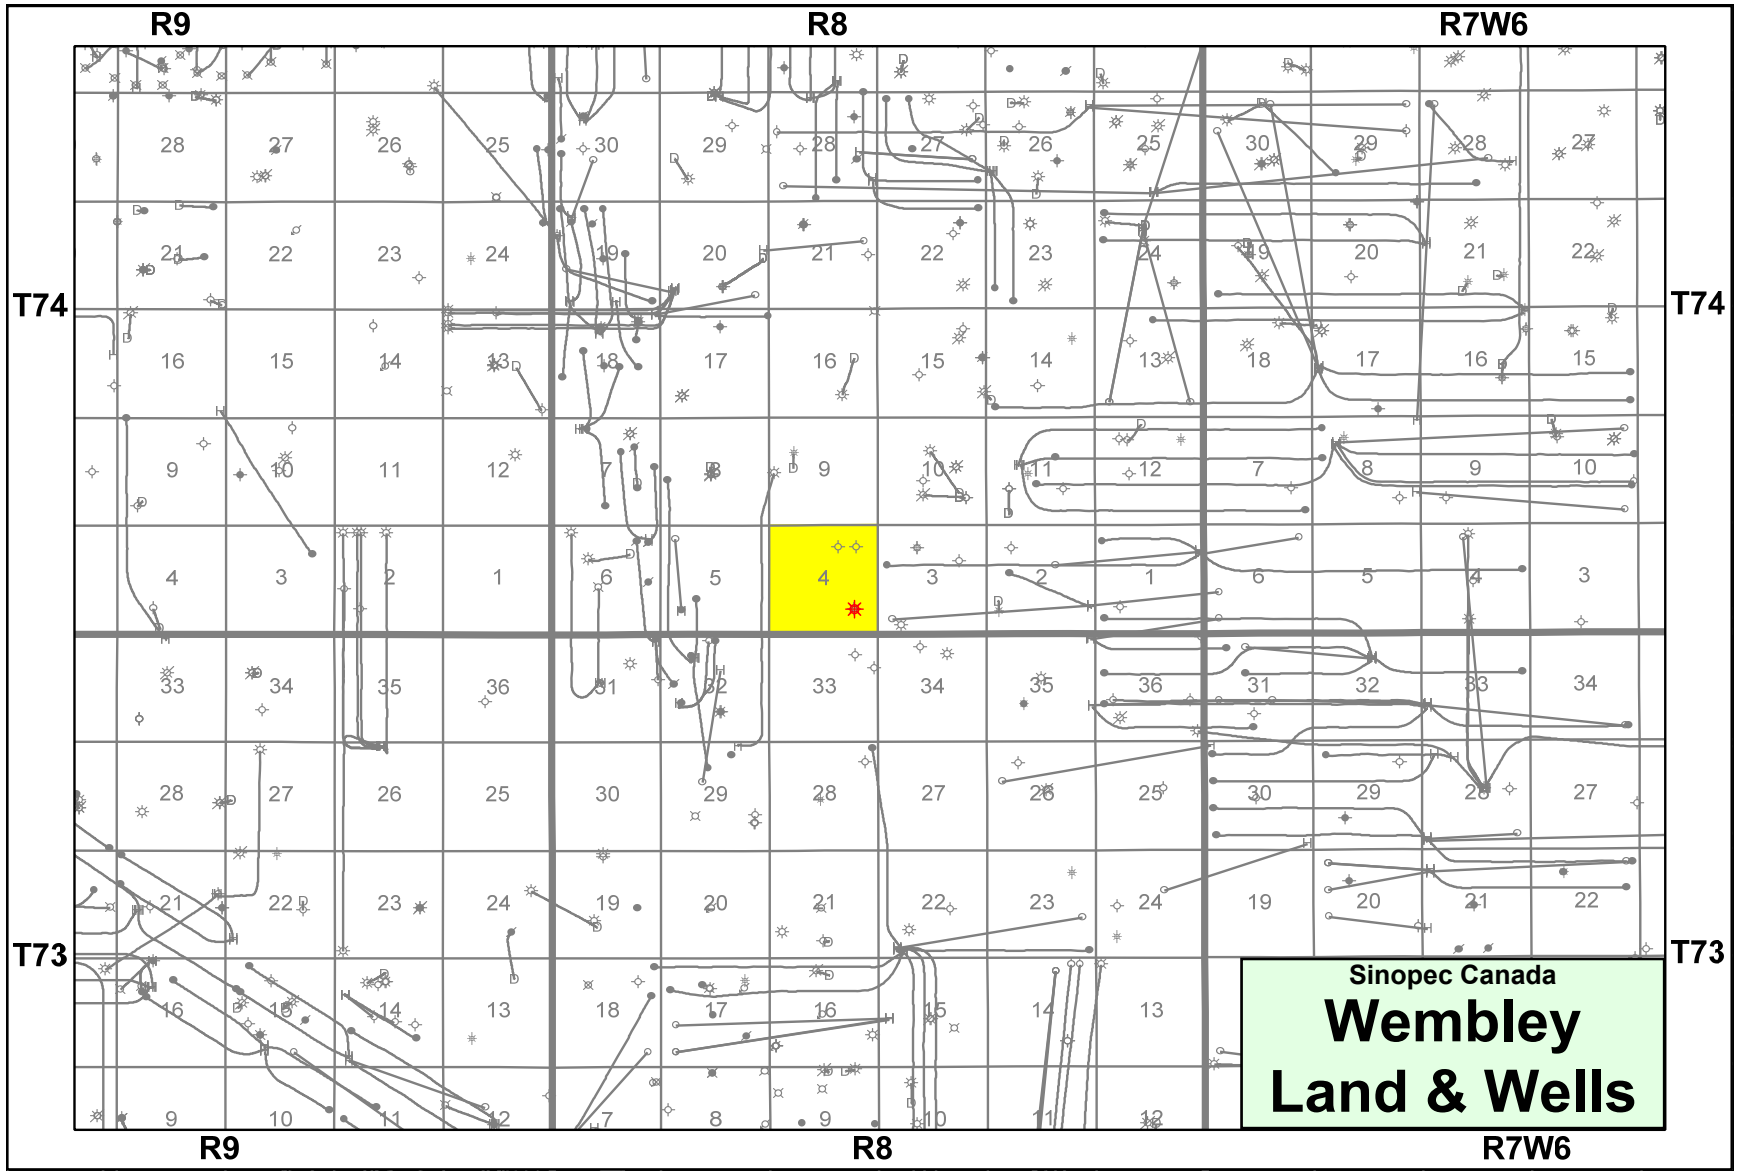 R9 R8 R7W6
28 27 26 25 30 29 28 27 26 25 30 29 28 27
21 22 23 24 19 20 21 22 23 24 19 20 21 22
T74 T74
16 15 14 13 18 17 16 15 14 13 18 17 16 15
9 10 11 12 7 8 9 10 11 12 7 8 9 10
4 3 2 1 6 5 4 3 2 1 6 5 4 3
33 34 35 36 31 32 33 34 35 36 31 32 33 34
28 27 26 25 30 29 28 27 26 25 30 29 28 27
21 22 23 24 19 20 21 22 23 24 19 20 21 22
T73 T73
16 15 14 13 18 17 16 15 14 13
9 10 11 12 7 8 9 10 11 12
Sinopec Canada
Wembley
Land & Wells
R9 R8 R7W6